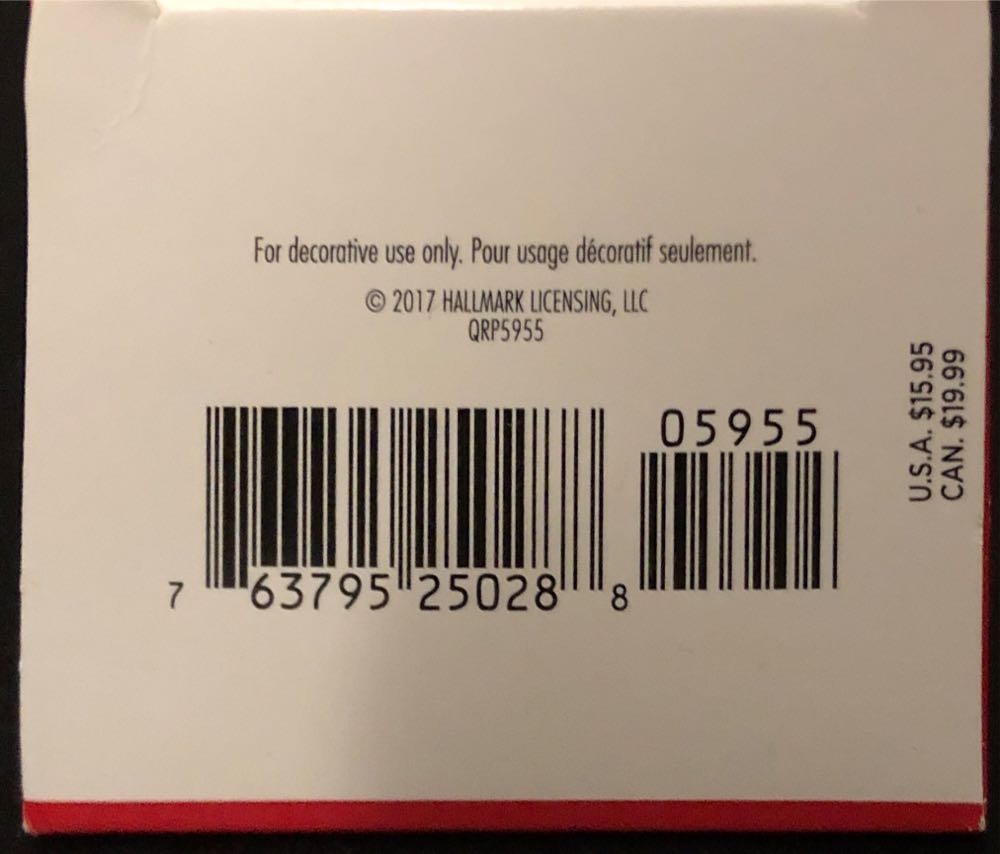 For decorative use only. Pour usage décoratif seulement.
© 2017 HALLMARK LICENSING, LLC
QRP5955
05955
7 63795 25028 8
U.S.A. $15.95
CAN. $19.99